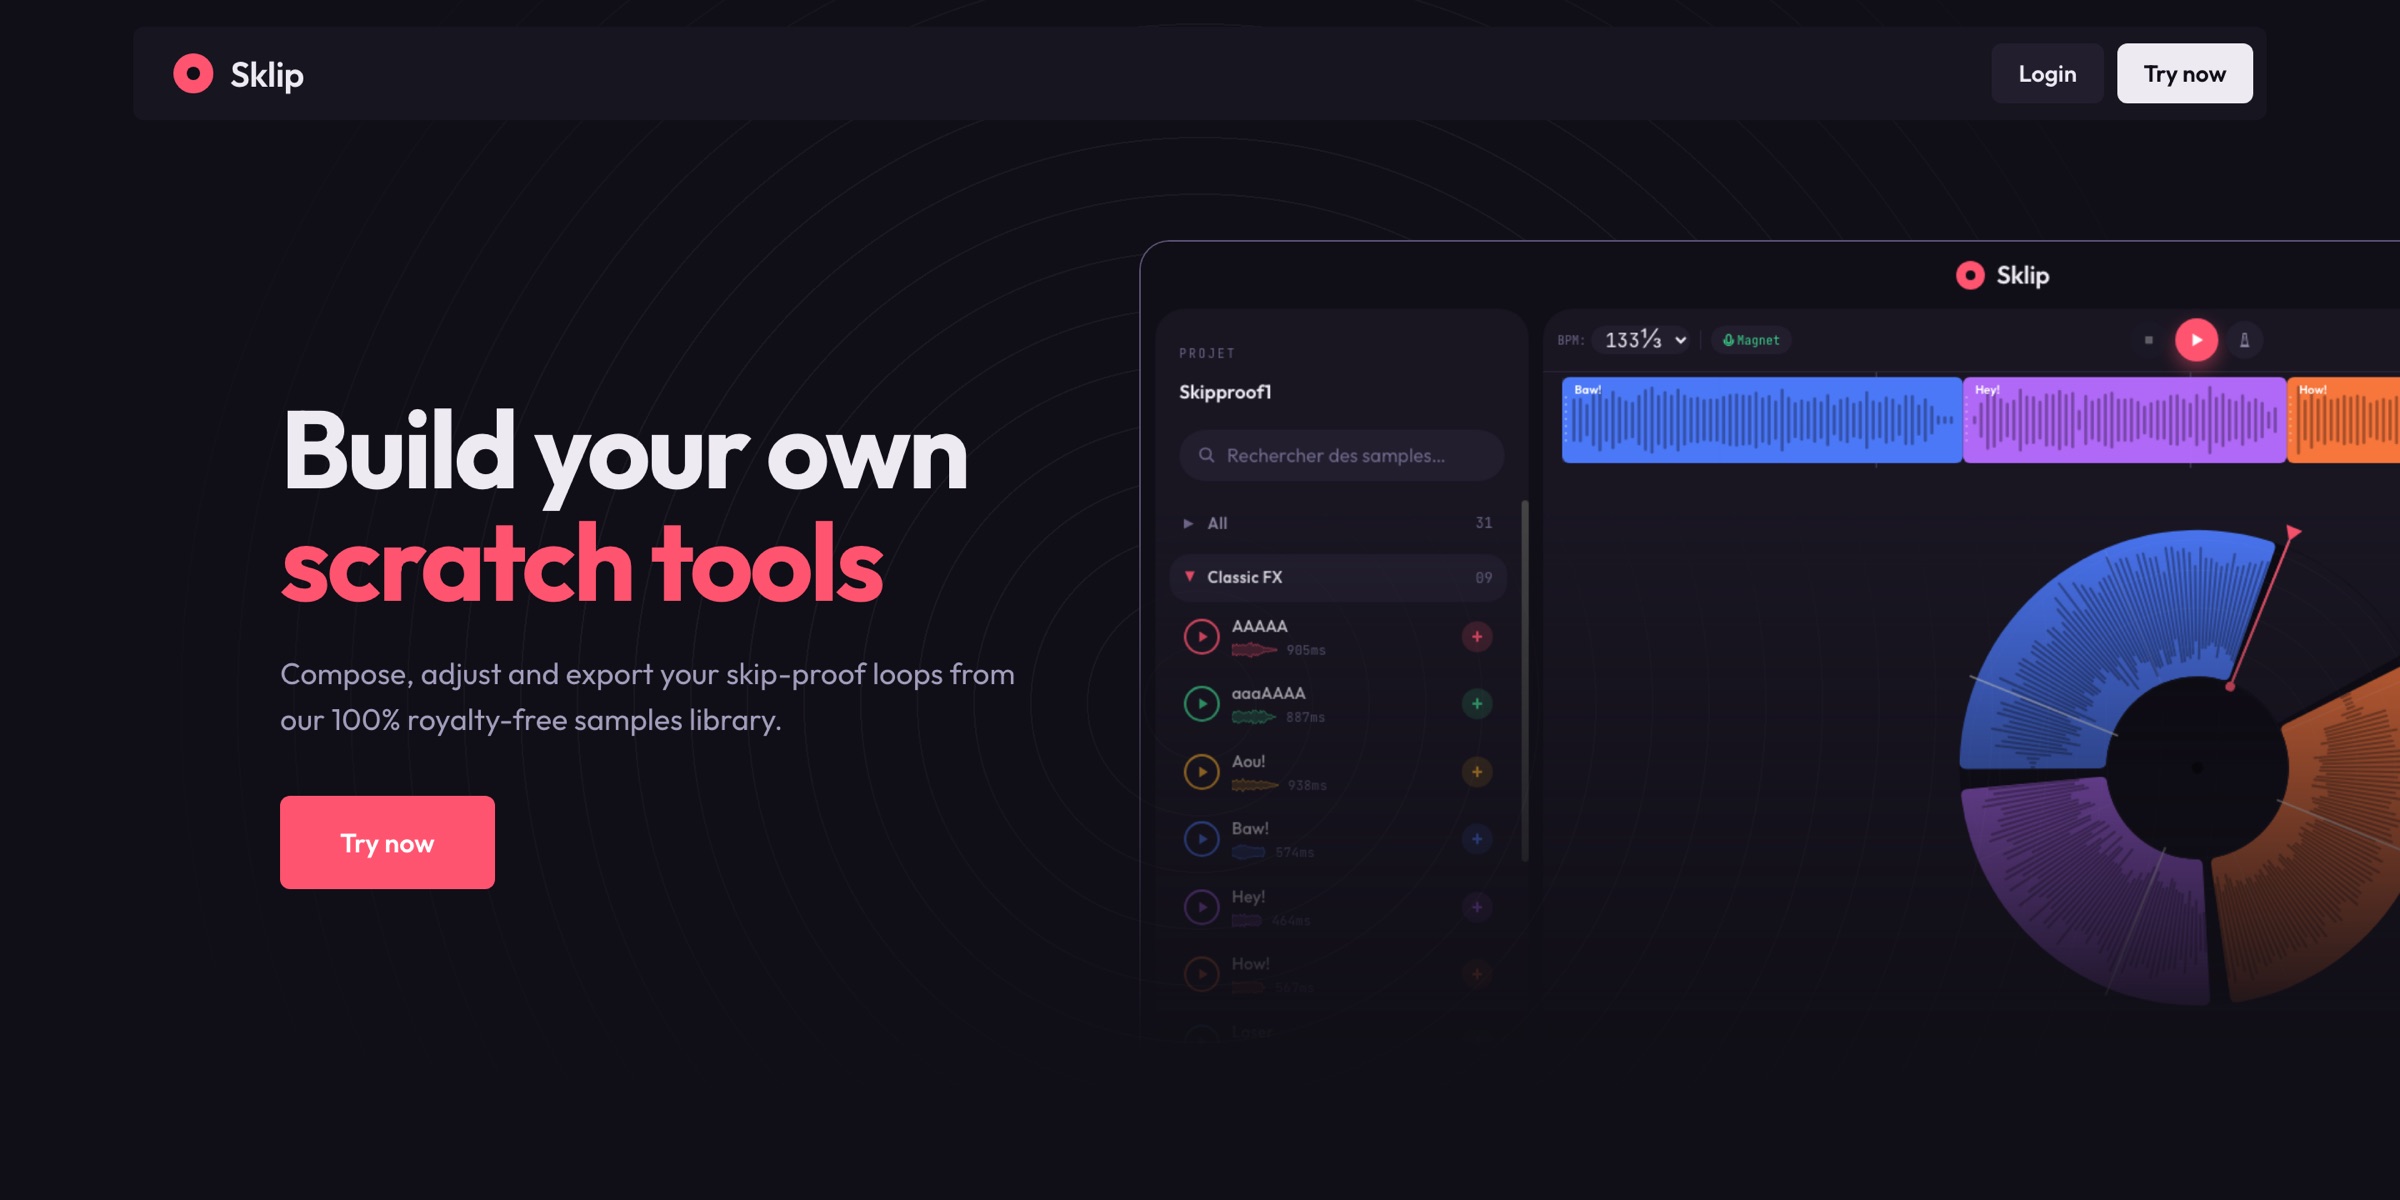 Sklip
Login
Try now
Build your own
scratch tools
Compose, adjust and export your skip-proof loops from
our 100% royalty-free samples library.
Try now
Sklip
PROJET
Skipproof1
Rechercher des samples...
All 31
Classic FX 09
AAAAA
905ms
aaaAAAA
887ms
Aou!
938ms
Baw!
574ms
Hey!
464ms
How!
567ms
BPM: 133⅓
Magnet
Baw!
Hey!
How!